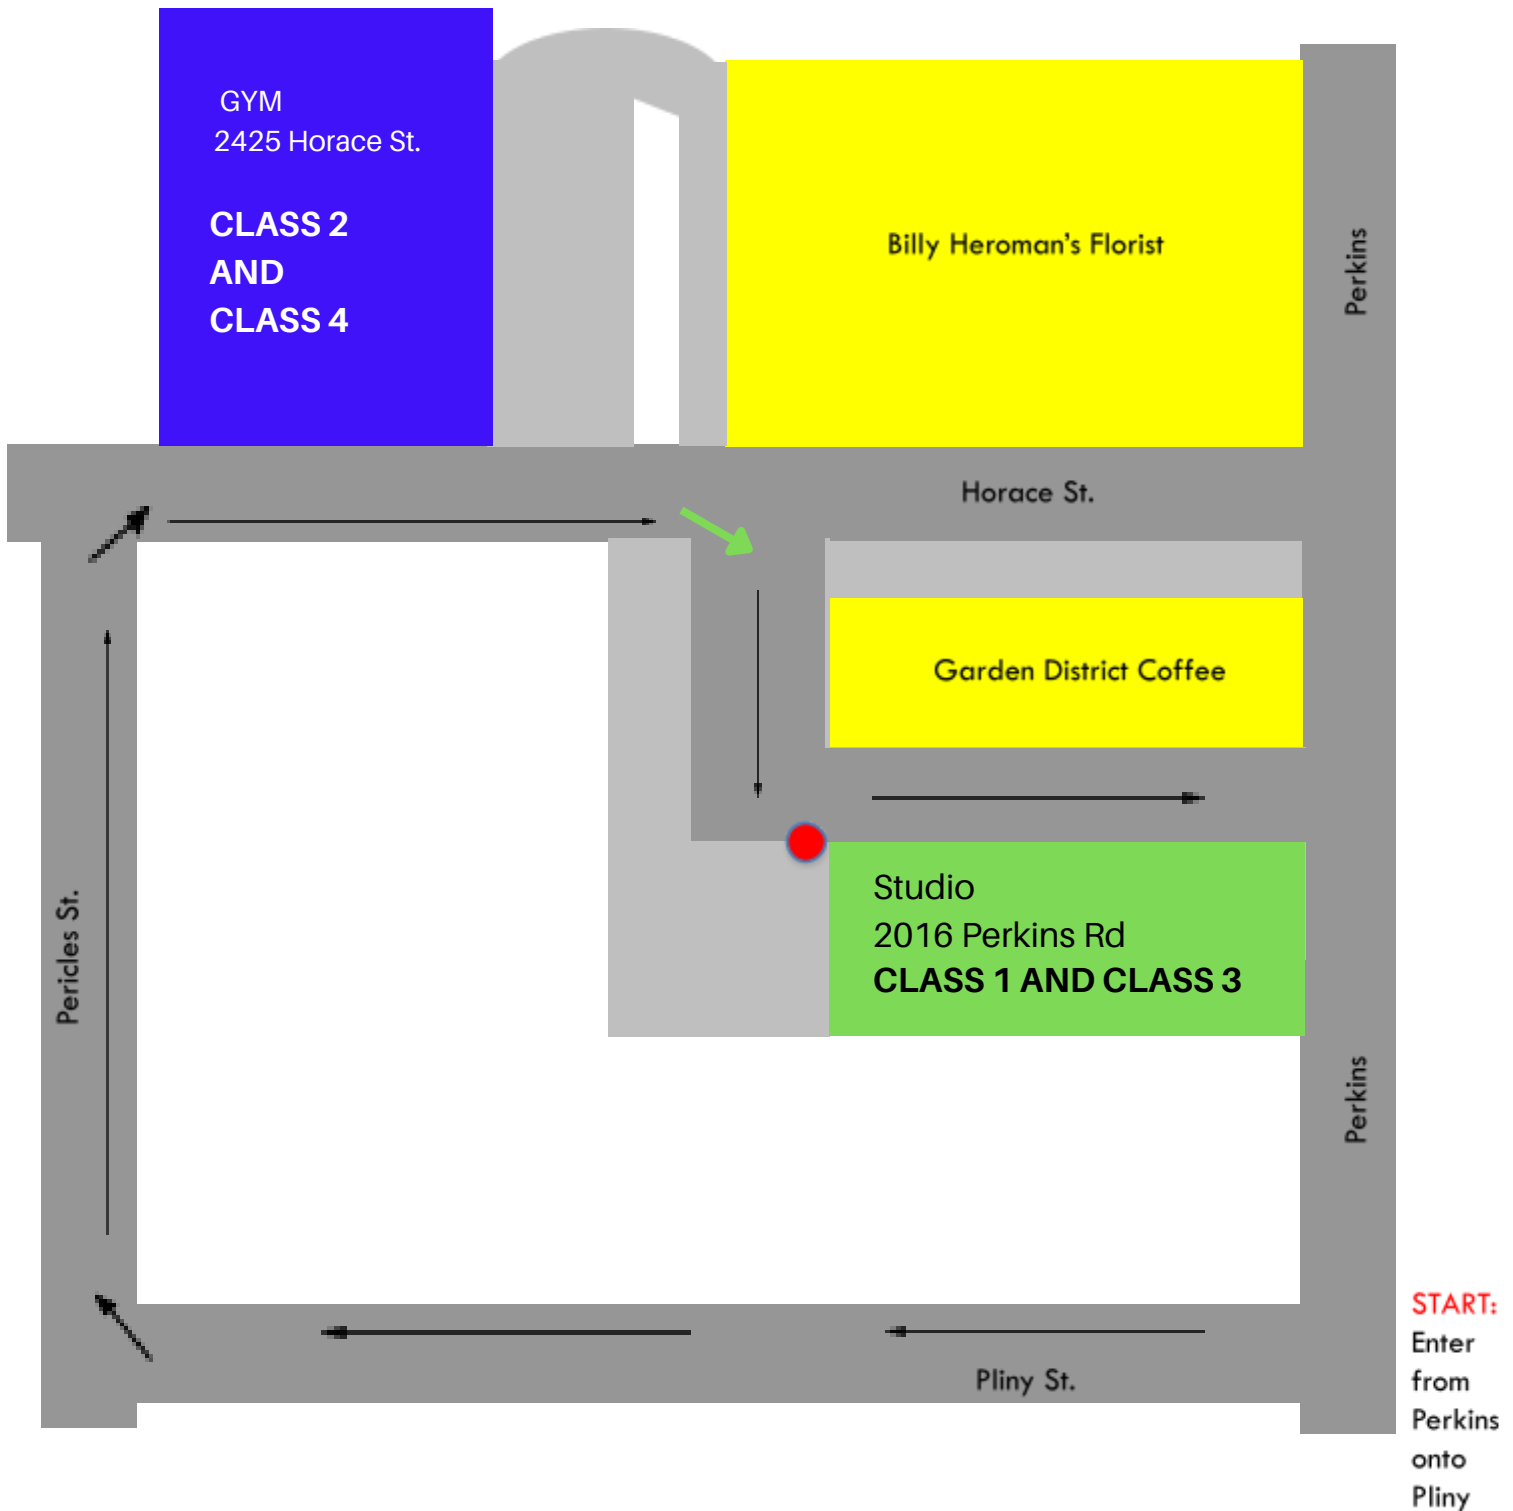 GYM
2425 Horace St.
CLASS 2
AND
CLASS 4
Billy Heroman’s Florist
Perkins
Horace St.
Garden District Coffee
Studio
2016 Perkins Rd
CLASS 1 AND CLASS 3
Pericles St.
Perkins
Pliny St.
START:
Enter
from
Perkins
onto
Pliny